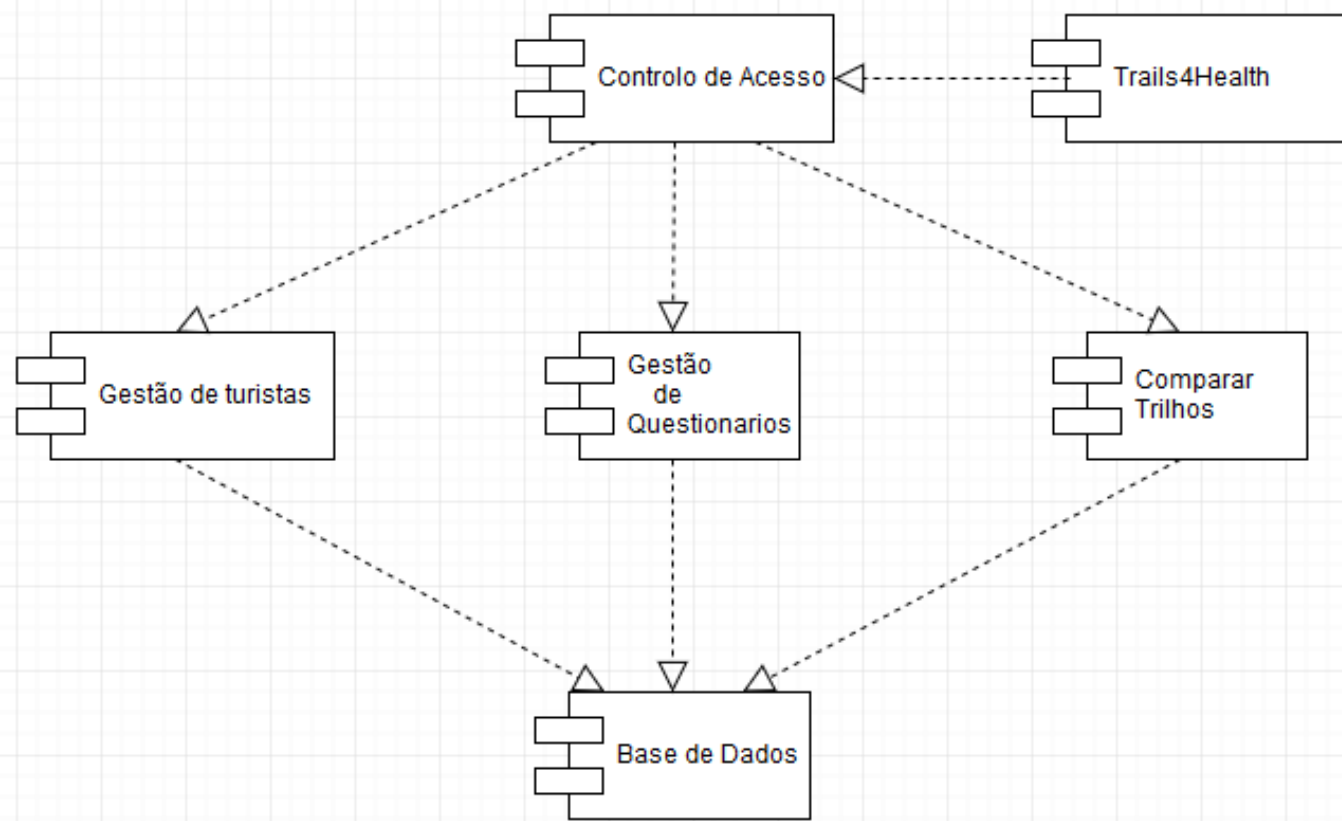 Controlo de Acesso
Trails4Health
Gestão de turistas
Gestão
de
Questionarios
Comparar
Trilhos
Base de Dados